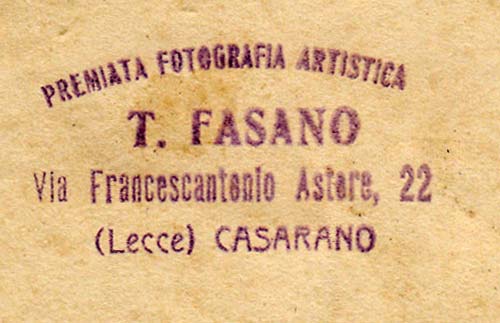 PREMIATA FOTOGRAFIA ARTISTICA
T. FASANO
Via Francescantonio Astore, 22
(Lecce) CASARANO